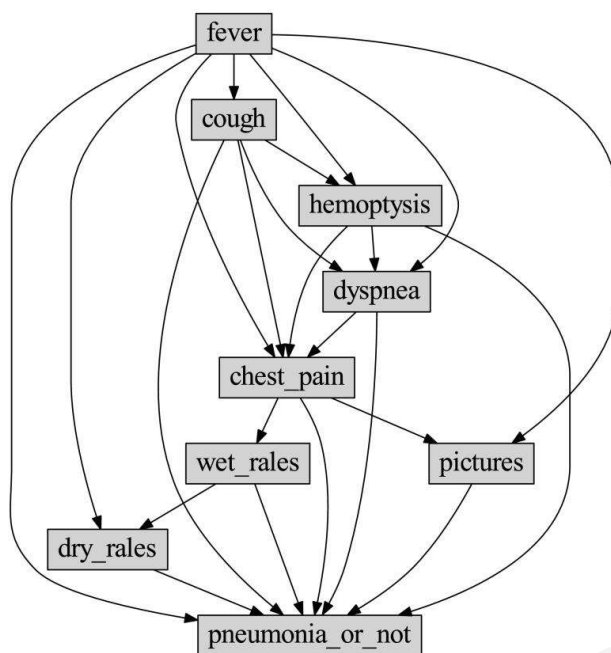 fever
cough
hemoptysis
dyspnea
chest_pain
wet_rales
pictures
dry_rales
pneumonia_or_not